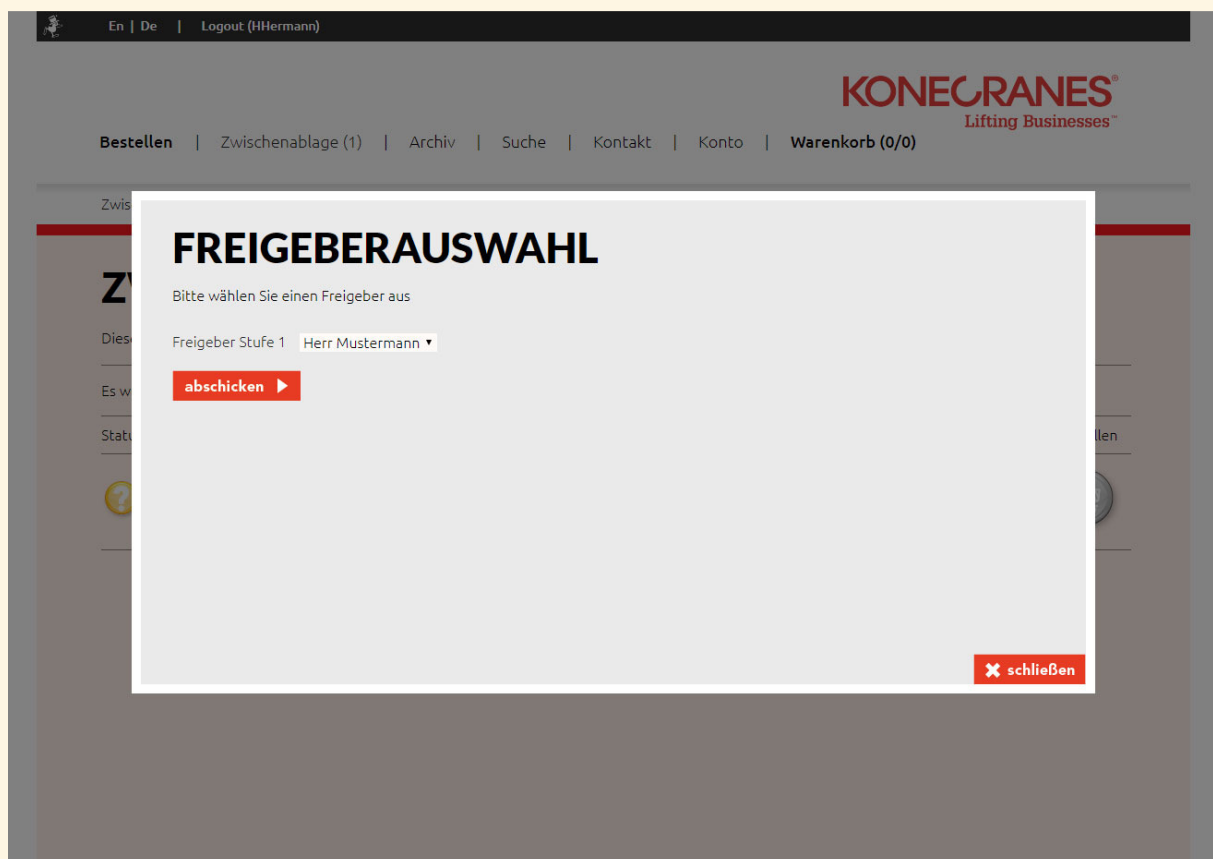 En | De | Logout (HHermann)
KONECRANES®
Lifting Businesses™
Bestellen | Zwischenablage (1) | Archiv | Suche | Kontakt | Konto | Warenkorb (0/0)
FREIGEBERAUSWAHL
Bitte wählen Sie einen Freigeber aus
Freigeber Stufe 1 Herr Mustermann
abschicken
schließen